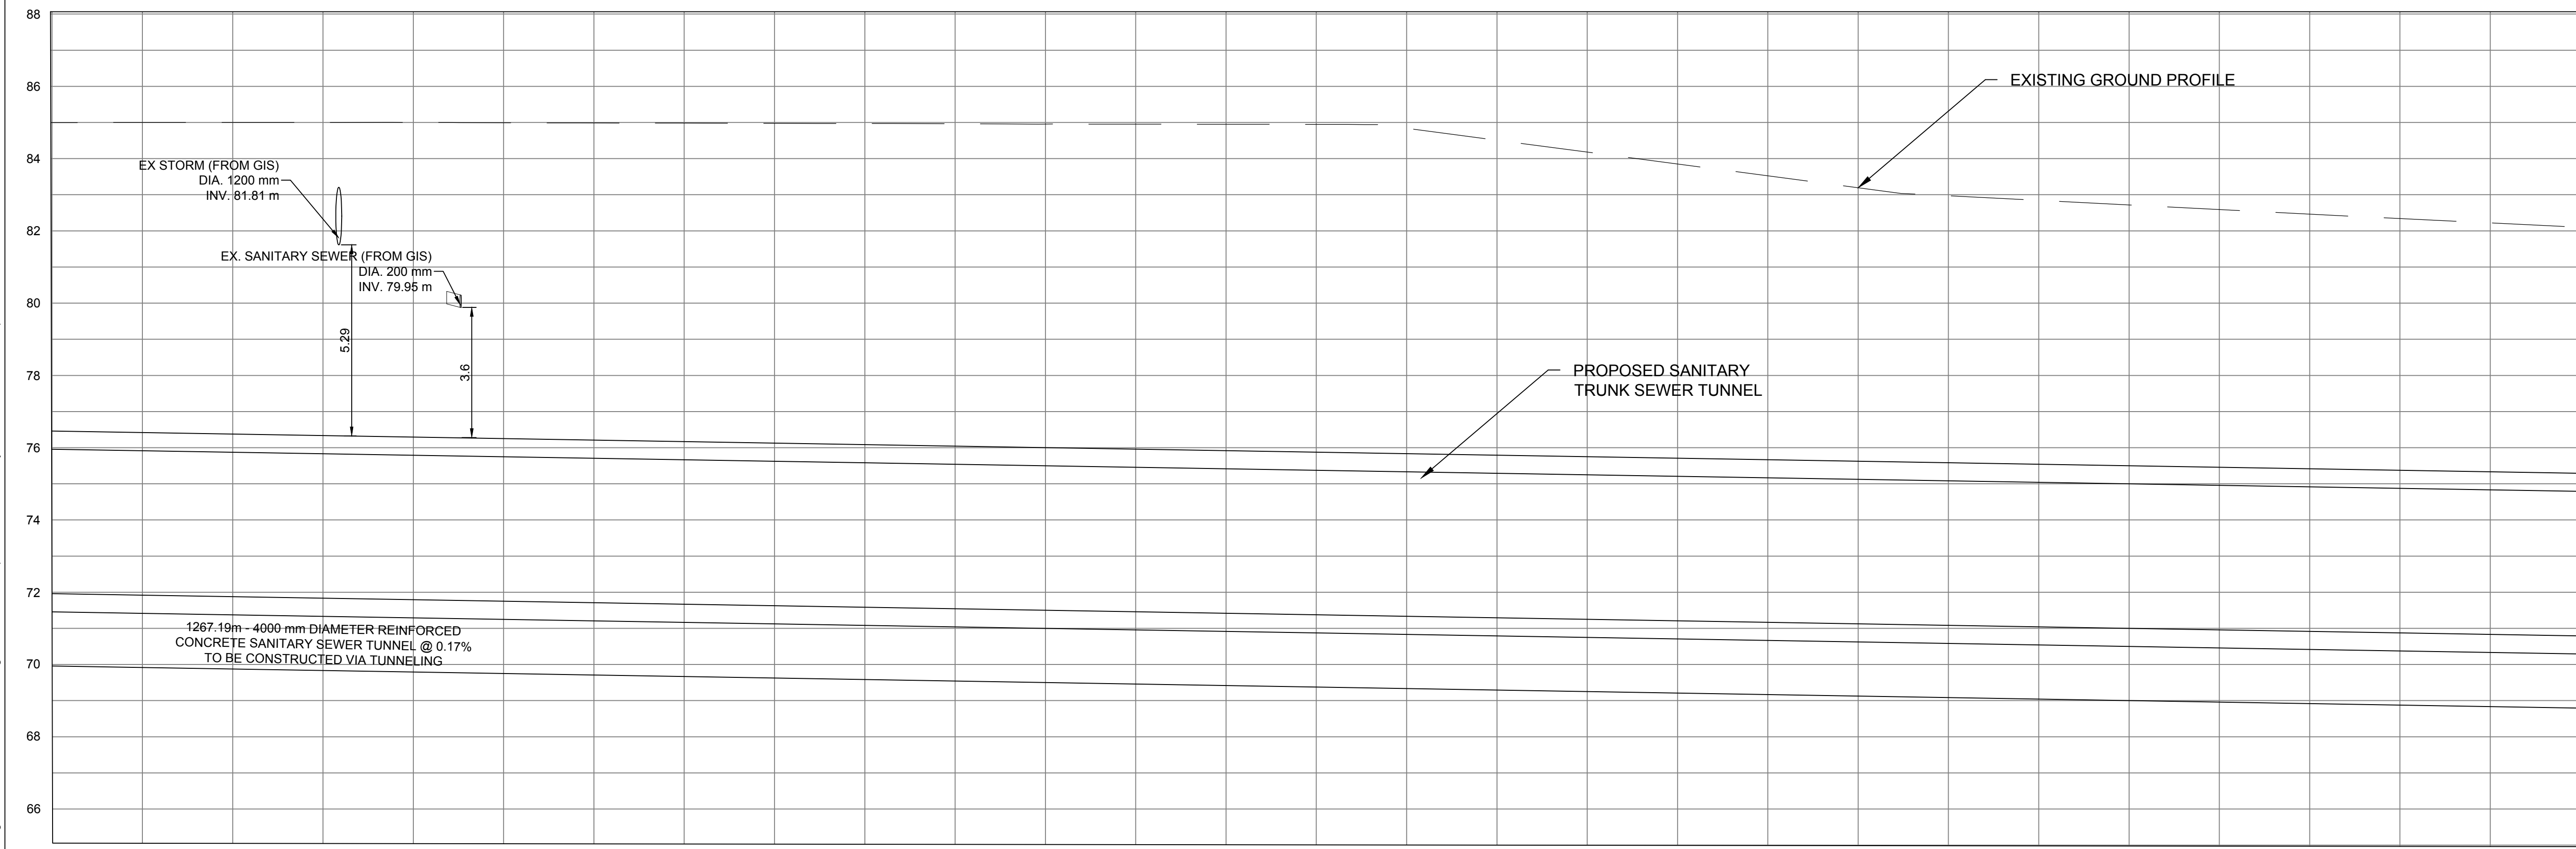 88
86
84
82
80
78
76
74
72
70
68
66
EXISTING GROUND PROFILE
EX STORM (FROM GIS)
DIA. 1200 mm
INV. 81.81 m
EX. SANITARY SEWER (FROM GIS)
DIA. 200 mm
INV. 79.95 m
5.29
3.6
PROPOSED SANITARY
TRUNK SEWER TUNNEL
1267.19m - 4000 mm DIAMETER REINFORCED
CONCRETE SANITARY SEWER TUNNEL @ 0.17%
TO BE CONSTRUCTED VIA TUNNELING